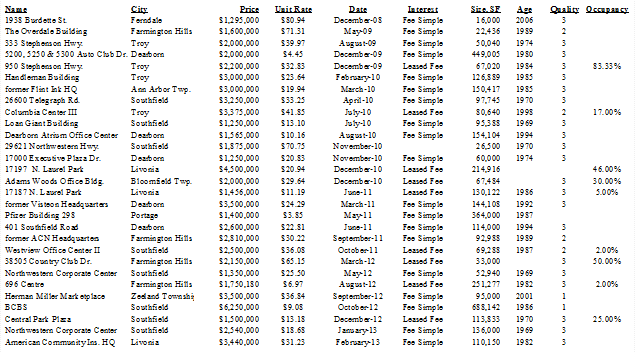 Name City Price Unit Rate Date Interest Size, SF Age Quality Occupancy
1938 Burdette St. Ferndale $1,295,000 $80.94 December-08 Fee Simple 16,000 2006 3
The Overdale Building Farmington Hills $1,600,000 $71.31 May-09 Fee Simple 22,436 1989 2
333 Stephenson Hwy. Troy $2,000,000 $39.97 August-09 Fee Simple 50,040 1974 3
5200, 5250 & 5300 Auto Club Dr. Dearborn $2,000,000 $4.45 December-09 Fee Simple 449,005 1980 3
950 Stephenson Hwy. Troy $2,200,000 $32.83 December-09 Leased Fee 67,020 1984 3 83.33%
Handleman Building Troy $3,000,000 $23.64 February-10 Fee Simple 126,889 1985 3
former Flint Ink HQ Ann Arbor Twp. $3,000,000 $19.94 March-10 Fee Simple 150,417 1985 3
26600 Telegraph Rd. Southfield $3,250,000 $33.25 April-10 Fee Simple 97,745 1970 3
Columbia Center III Troy $3,375,000 $41.85 July-10 Leased Fee 80,640 1998 2 17.00%
Loan Giant Building Southfield $1,250,000 $13.10 July-10 Fee Simple 95,388 1969 3
Dearborn Atrium Office Center Dearborn $1,565,000 $10.16 August-10 Fee Simple 154,104 1994 3
29621 Northwestern Hwy. Southfield $1,875,000 $70.75 November-10 26,500 1970 3
17000 Executive Plaza Dr. Dearborn $1,250,000 $20.83 November-10 Fee Simple 60,000 1974 3
17197 N. Laurel Park Livonia $4,500,000 $20.94 December-10 Leased Fee 214,916 46.00%
Adams Woods Office Bldg. Bloomfield Twp. $2,000,000 $29.64 December-10 Leased Fee 67,484 3 30.00%
17187 N. Laurel Park Livonia $1,456,000 $11.19 June-11 Leased Fee 130,122 1986 3 5.00%
former Visteon Headquarters Dearborn $3,500,000 $24.29 March-11 Fee Simple 144,108 1992 3
Pfizer Building 298 Portage $1,400,000 $3.85 May-11 364,000 1987
401 Southfield Road Dearborn $2,600,000 $22.81 June-11 Fee Simple 114,000 1994 3
former ACN Headquarters Farmington Hills $2,810,000 $30.22 September-11 Fee Simple 92,988 1989 2
Westview Office Center II Southfield $2,500,000 $36.08 October-11 Leased Fee 69,288 1987 2 2.00%
38505 Country Club Dr. Farmington Hills $2,150,000 $65.15 March-12 Leased Fee 33,000 3 50.00%
Northwestern Corporate Center Southfield $1,350,000 $25.50 May-12 Fee Simple 52,940 1969 3
696 Centre Farmington Hills $1,750,180 $6.97 August-12 Leased Fee 251,277 1982 3 2.00%
Herman Miller Marketplace Zeeland Townshi $3,500,000 $36.84 September-12 Fee Simple 95,000 2001 1
BCBS Southfield $6,250,000 $9.08 October-12 Fee Simple 688,142 1986 1
Central Park Plaza Southfield $1,500,000 $13.18 December-12 Leased Fee 113,833 1970 3 25.00%
Northwestern Corporate Center Southfield $2,540,000 $18.68 January-13 Fee Simple 136,000 1969 3
American Community Ins. HQ Livonia $3,440,000 $31.23 February-13 Fee Simple 110,150 1982 3